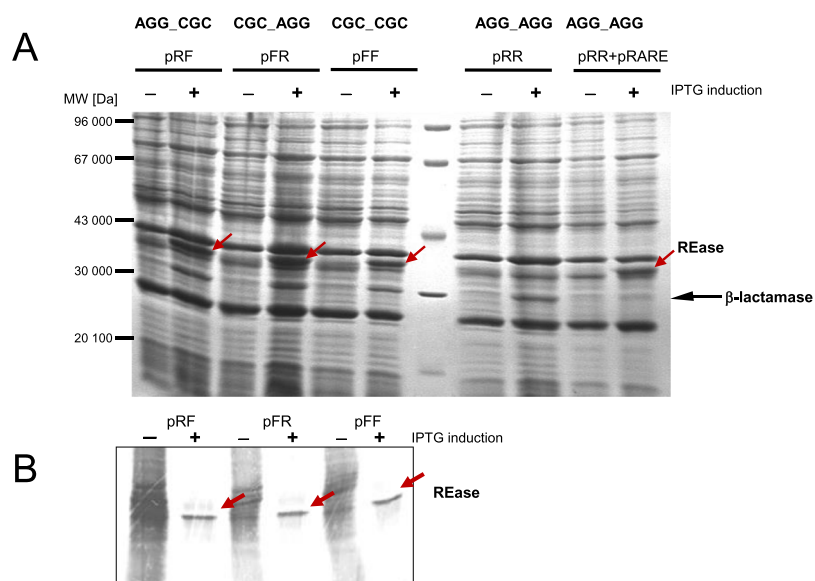 A
AGG_CGC CGC_AGG CGC_CGC AGG_AGG AGG_AGG
pRF pFR pFF pRR pRR+pRARE
MW [Da] – + – + – + – + – + IPTG induction
96 000
67 000
43 000
REase
30 000
β-lactamase
20 100
B
pRF pFR pFF
– + – + – + IPTG induction
REase